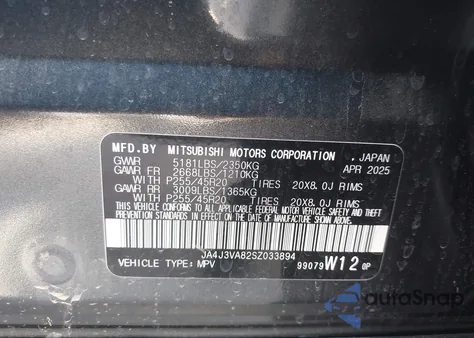 MFD.BY MITSUBISHI MOTORS CORPORATION , JAPAN
GVWR 5181LBS/2350KG APR 2025
GAWR FR 2668LBS/1210KG
WITH P255/45R20 TIRES 20X8.0J RIMS
GAWR RR 3009LBS/1365KG
WITH P255/45R20 TIRES 20X8.0J RIMS
THIS VEHICLE CONFORMS TO ALL APPLICABLE FEDERAL MOTOR VEHICLE SAFETY, BUMPER, AND THEFT
PREVENTION STANDARDS IN EFFECT ON THE DATE OF MANUFACTURE SHOWN ABOVE.
JA4J3VA82SZ033894
VEHICLE TYPE: MPV 99079W12 0P
autoSnap